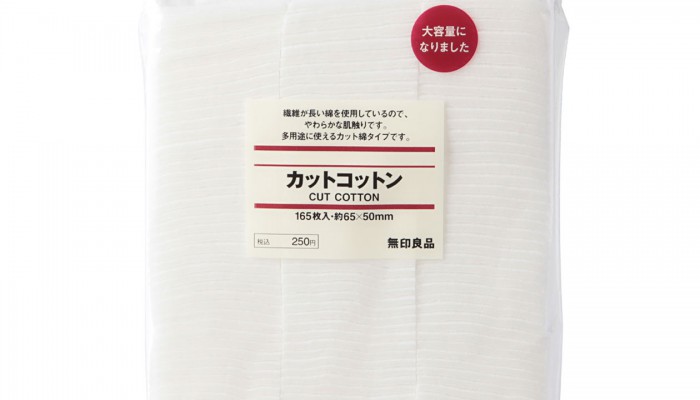 大容量に
なりました
繊維が長い綿を使用しているので、
やわらかな肌触りです。
多用途に使えるカット綿タイプです。
カットコットン
CUT COTTON
165枚入・約65×50mm
税込 250円 無印良品